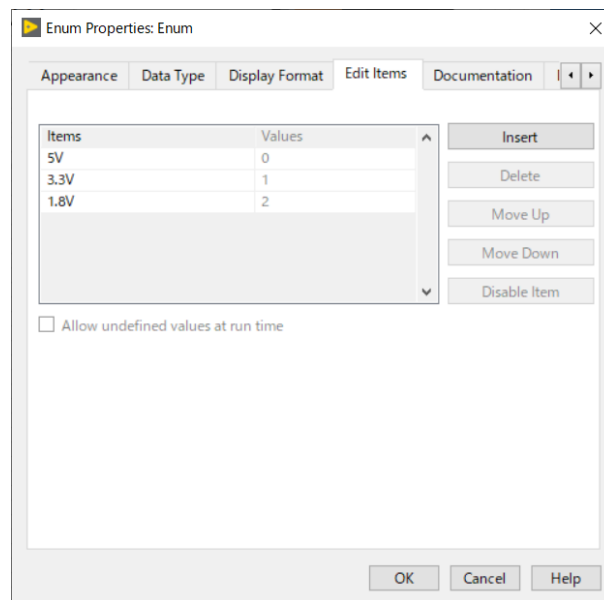 Enum Properties: Enum
Appearance Data Type Display Format Edit Items Documentation
Items Values
5V 0
3.3V 1
1.8V 2
Insert
Delete
Move Up
Move Down
Disable Item
Allow undefined values at run time
OK Cancel Help